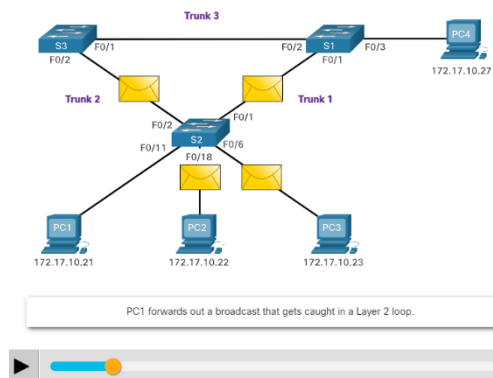 Trunk 3
S3
F0/1
F0/2
S1
F0/3
PC4
F0/2
F0/1
172.17.10.27
Trunk 2
Trunk 1
F0/2
F0/1
S2
F0/11
F0/6
F0/18
PC1
PC2
PC3
172.17.10.21
172.17.10.22
172.17.10.23
PC1 forwards out a broadcast that gets caught in a Layer 2 loop.